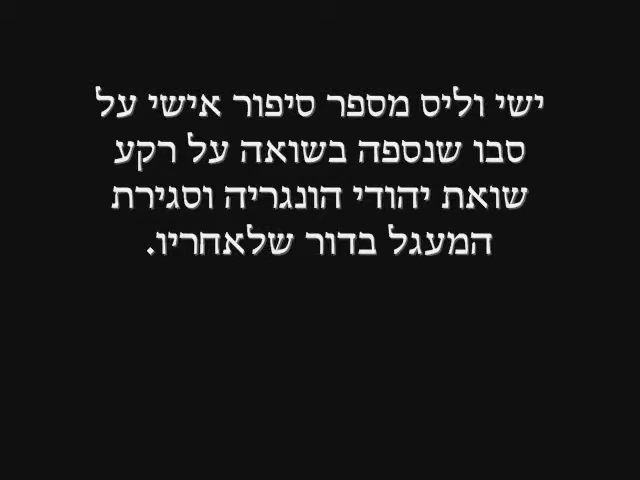 ישי וליס מספר סיפור אישי על
סבו שנספה בשואה על רקע
שואת יהודי הונגריה וסגירת
המעגל בדור שלאחריו.